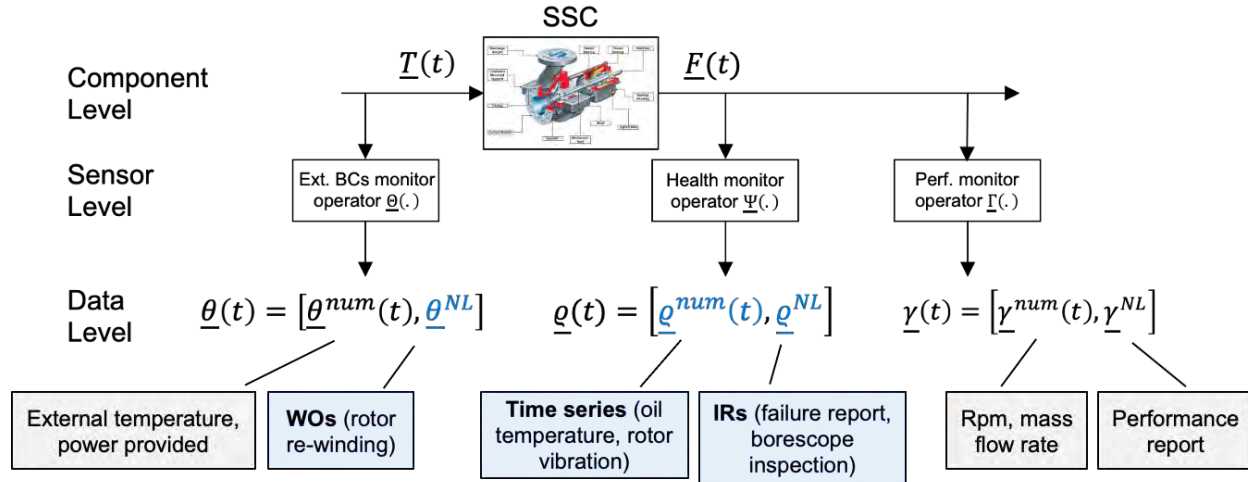 SSC
Component
Level
T(t)
F(t)
Sensor
Level
Ext. BCs monitor
operator Θ(.)
Health monitor
operator Ψ(.)
Perf. monitor
operator Γ(.)
Data
Level
θ(t) = [θ^num(t), θ^NL]
ϱ(t) = [ϱ^num(t), ϱ^NL]
γ(t) = [γ^num(t), γ^NL]
External temperature,
power provided
WOs (rotor
re-winding)
Time series (oil
temperature, rotor
vibration)
IRs (failure report,
borescope
inspection)
Rpm, mass
flow rate
Performance
report